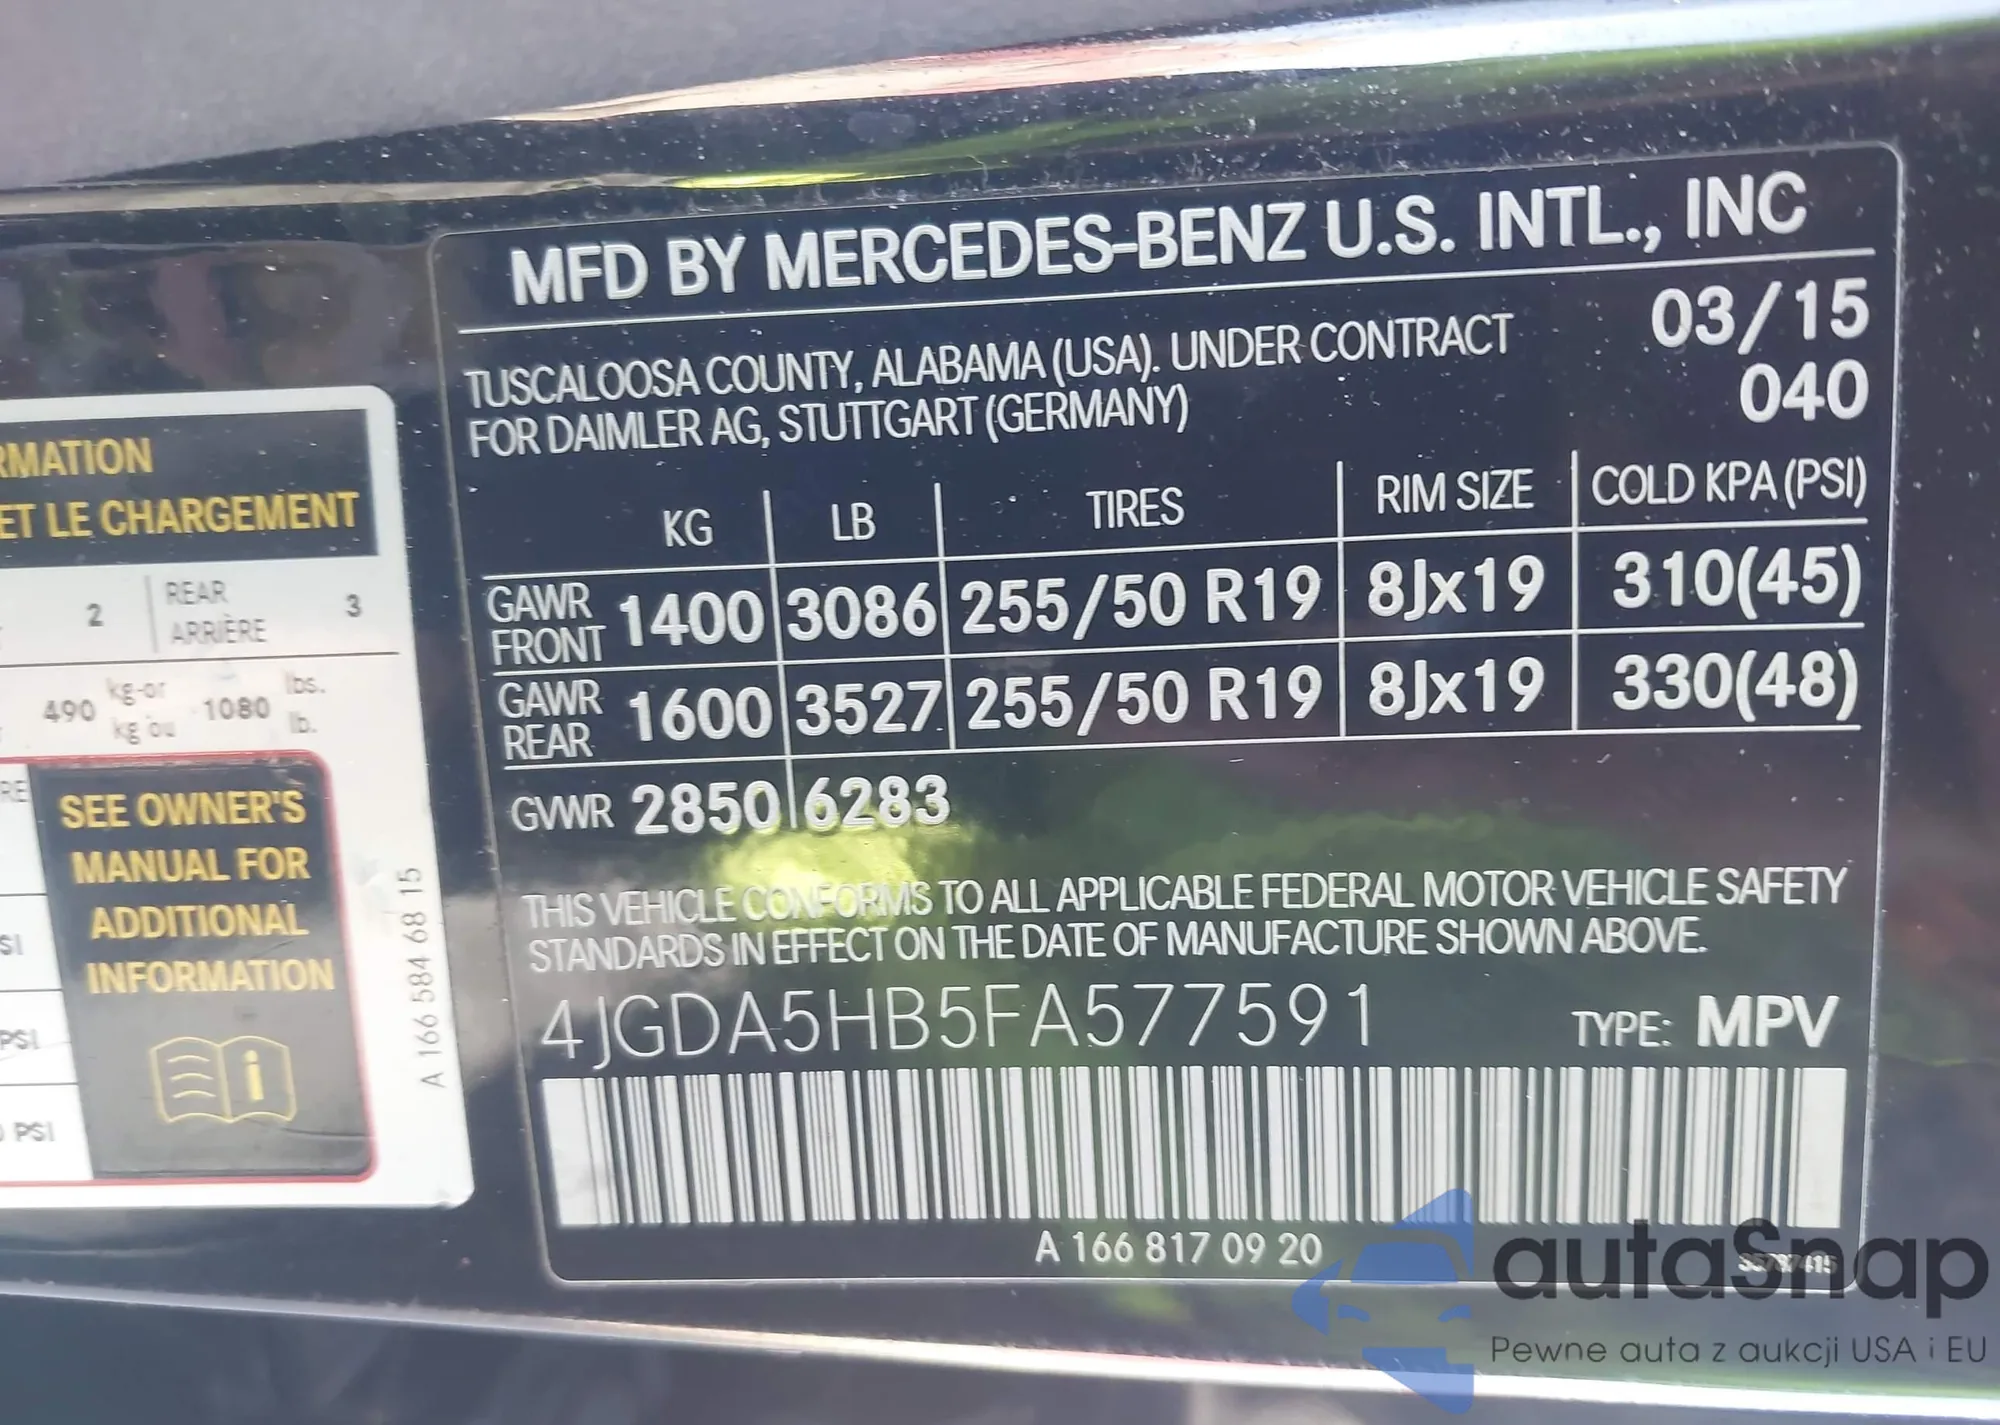 RMATION
ET LE CHARGEMENT
2
REAR
ARRIÈRE
3
490 kg-or 1080 lbs.
kg ou lb.
RE
SEE OWNER'S
MANUAL FOR
ADDITIONAL
INFORMATION
SI
PSI
PSI
A 166 584 68 15
MFD BY MERCEDES-BENZ U.S. INTL., INC
03/15
TUSCALOOSA COUNTY, ALABAMA (USA). UNDER CONTRACT
040
FOR DAIMLER AG, STUTTGART (GERMANY)
KG LB TIRES RIM SIZE COLD KPA (PSI)
GAWR FRONT 1400 3086 255/50 R19 8Jx19 310(45)
GAWR REAR 1600 3527 255/50 R19 8Jx19 330(48)
GVWR 2850 6283
THIS VEHICLE CONFORMS TO ALL APPLICABLE FEDERAL MOTOR VEHICLE SAFETY
STANDARDS IN EFFECT ON THE DATE OF MANUFACTURE SHOWN ABOVE.
4JGDA5HB5FA577591 TYPE: MPV
A 166 817 09 20
autaSnap
Pewne auta z aukcji USA i EU